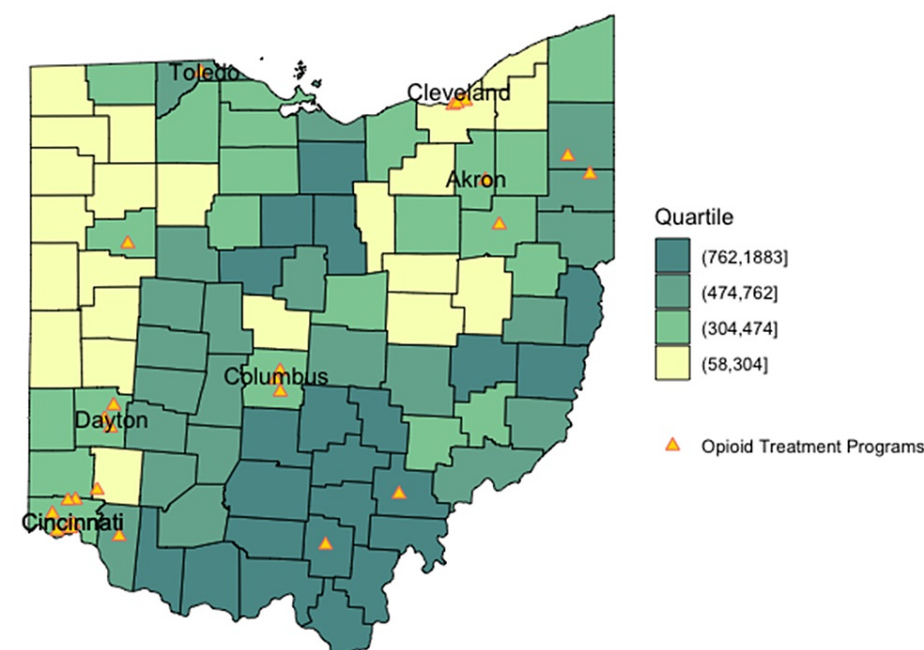 Toledo
Cleveland
Akron
Quartile
(762,1883]
(474,762]
(304,474]
(58,304]
Columbus
Dayton
Opioid Treatment Programs
Cincinnati